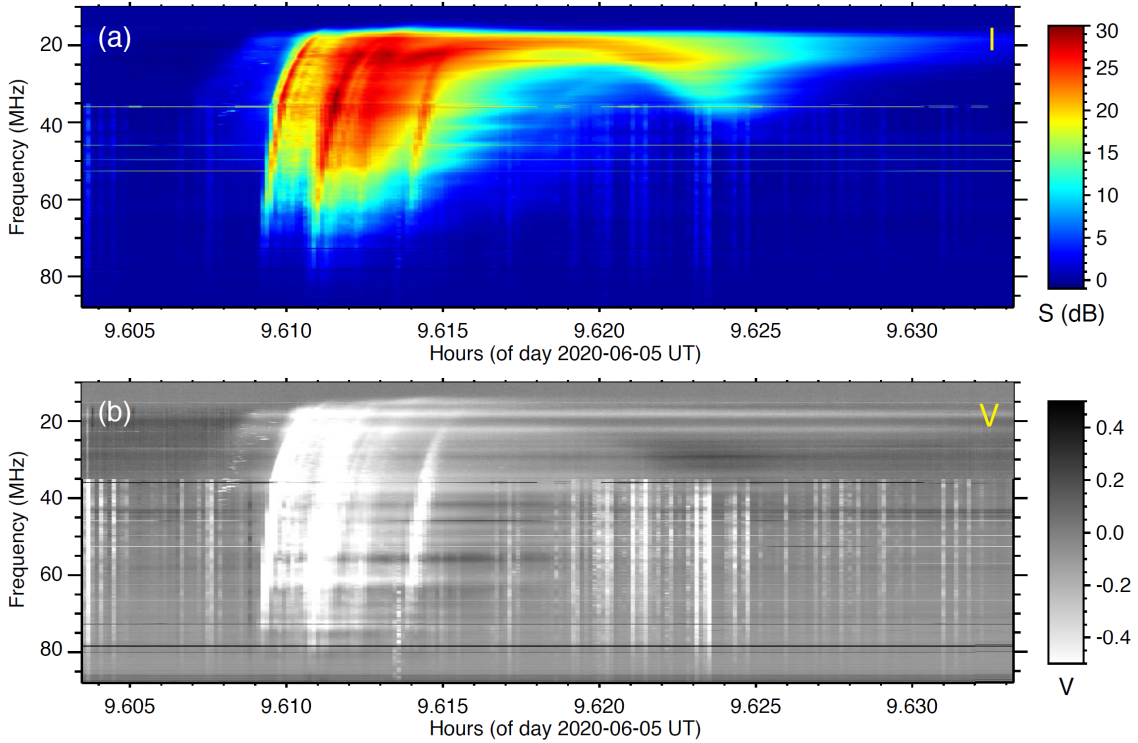 (a)
I
Frequency (MHz)
20
40
60
80
9.605 9.610 9.615 9.620 9.625 9.630
Hours (of day 2020-06-05 UT)
30
25
20
15
10
5
0
S (dB)
(b)
V
Frequency (MHz)
20
40
60
80
9.605 9.610 9.615 9.620 9.625 9.630
Hours (of day 2020-06-05 UT)
0.4
0.2
0.0
-0.2
-0.4
V